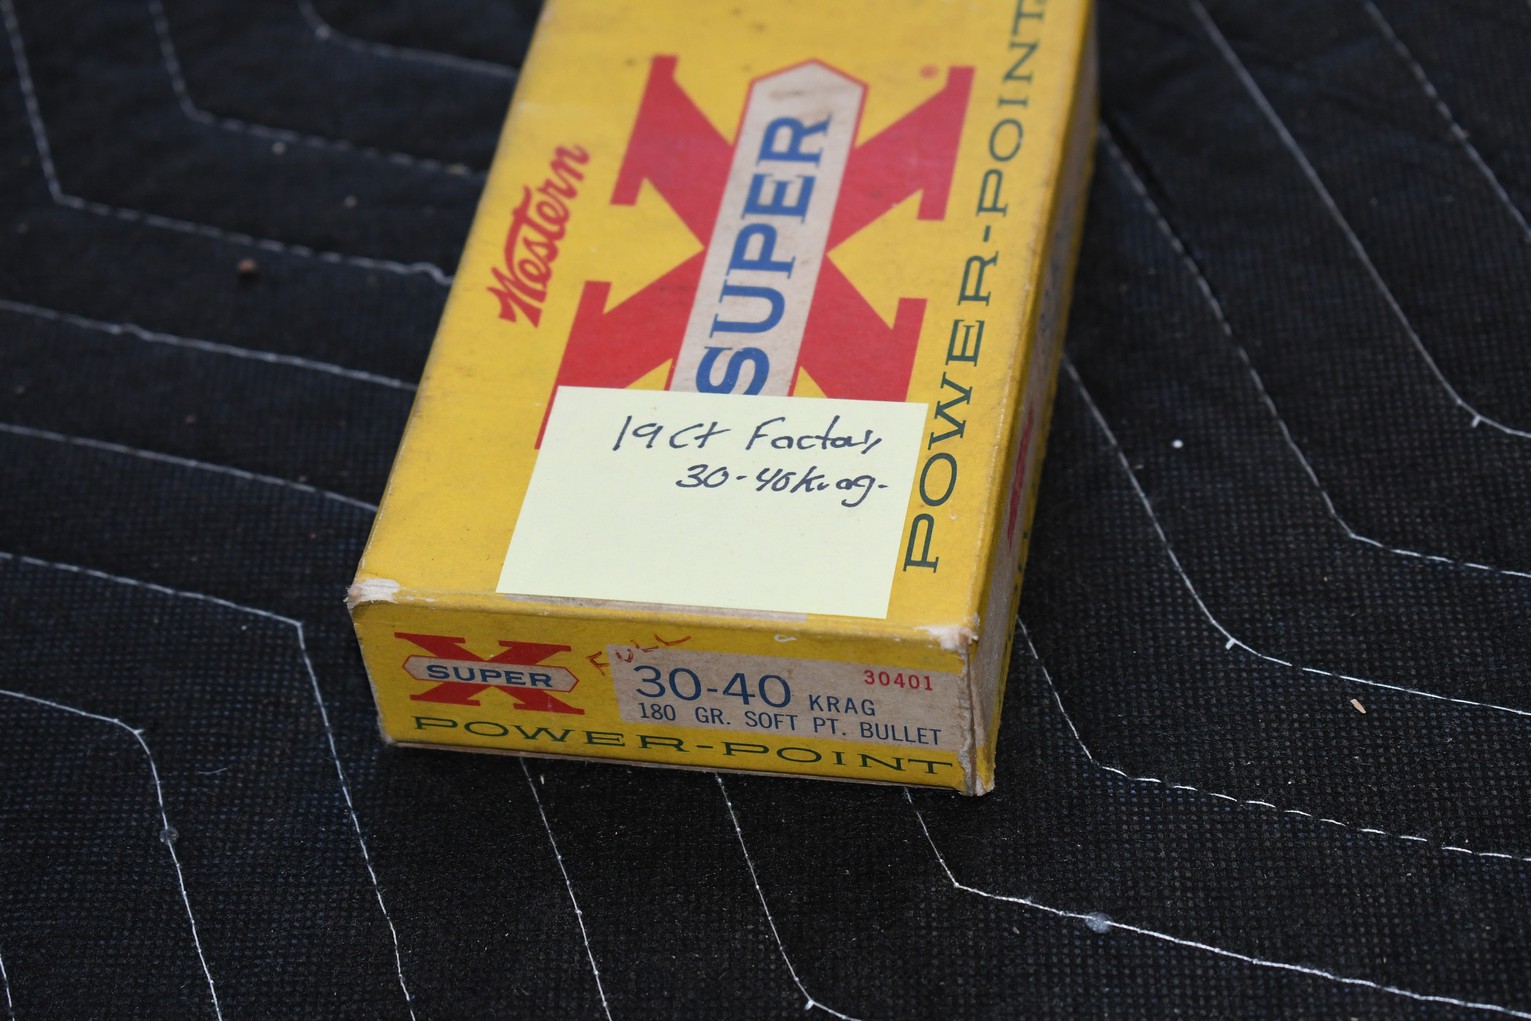 Western
SUPER
X
®
POWER-POINT
19 Ct Factory
30-40 Krag.
X
SUPER
FULL
30-40 KRAG
30401
180 GR. SOFT PT. BULLET
POWER-POINT